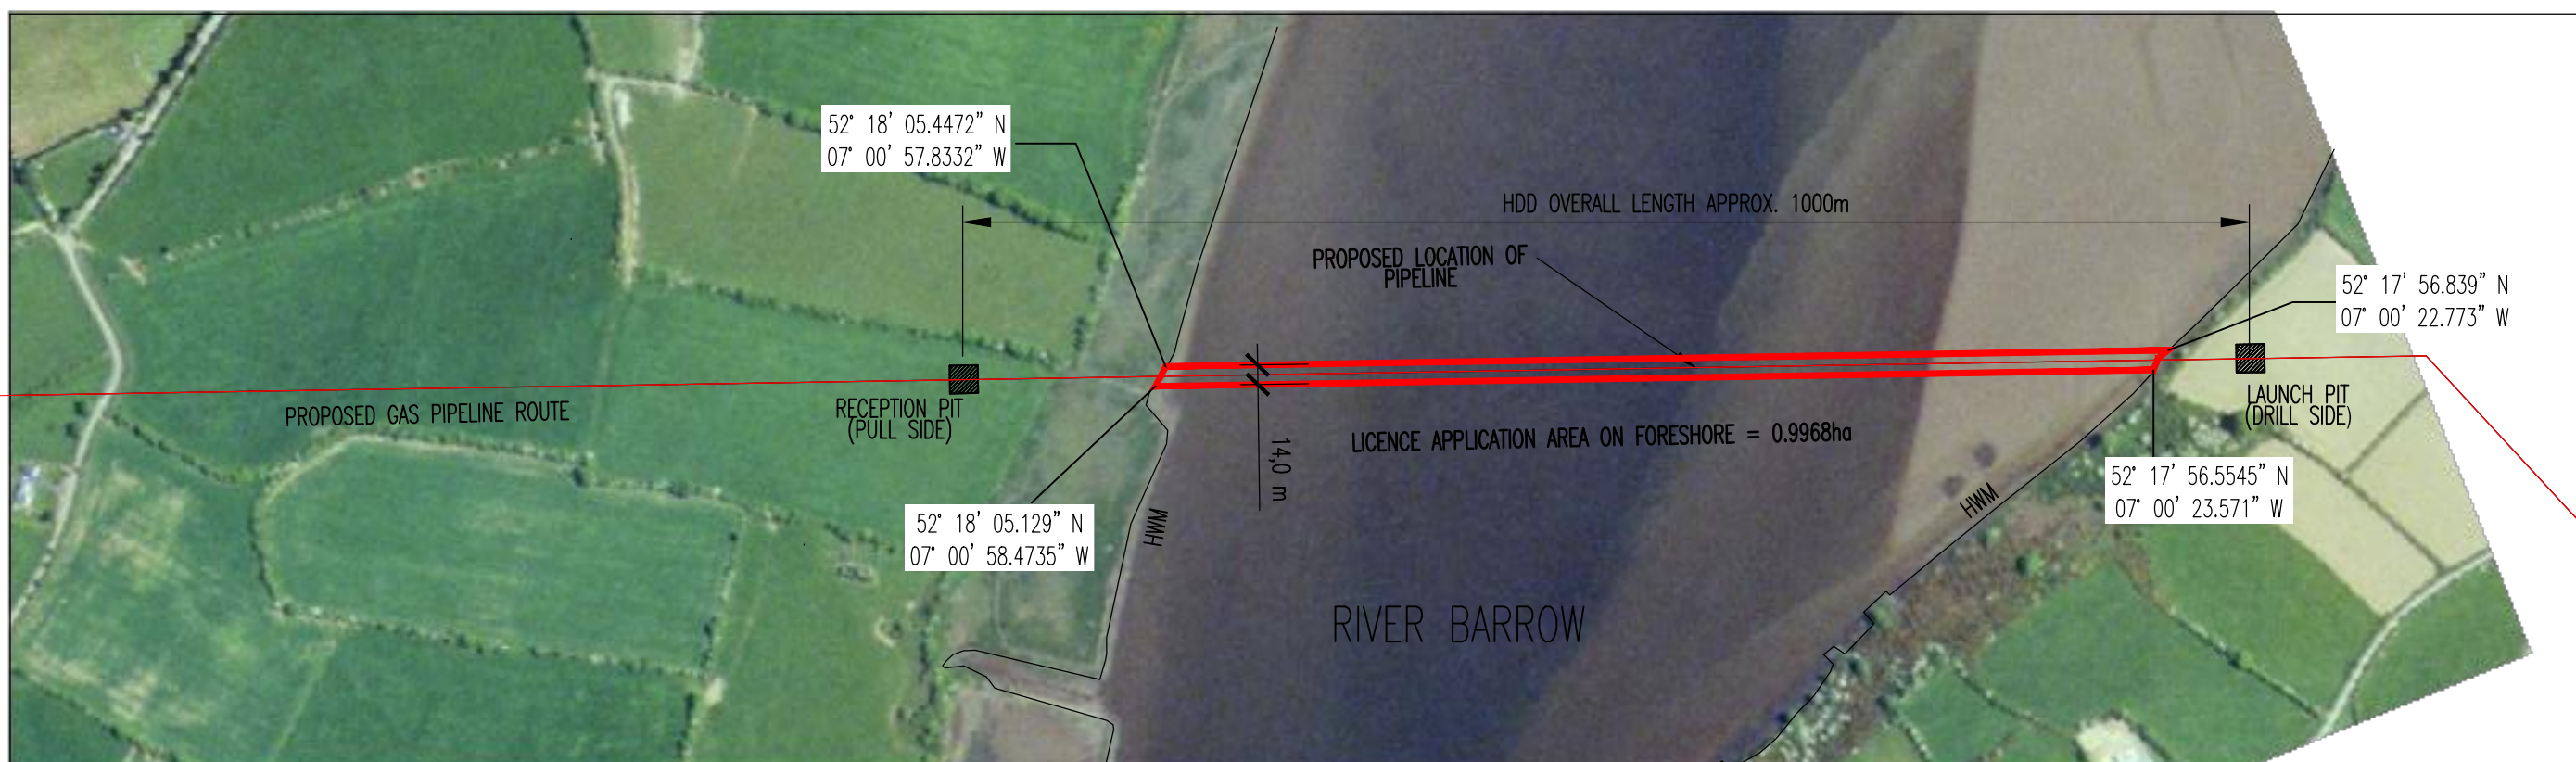 52° 18' 05.4472" N
07° 00' 57.8332" W
HDD OVERALL LENGTH APPROX. 1000m
PROPOSED LOCATION OF
PIPELINE
52° 17' 56.839" N
07° 00' 22.773" W
PROPOSED GAS PIPELINE ROUTE
RECEPTION PIT
(PULL SIDE)
LAUNCH PIT
(DRILL SIDE)
LICENCE APPLICATION AREA ON FORESHORE = 0.9968ha
14,0 m
52° 17' 56.5545" N
07° 00' 23.571" W
52° 18' 05.129" N
07° 00' 58.4735" W
HWM
HWM
RIVER BARROW